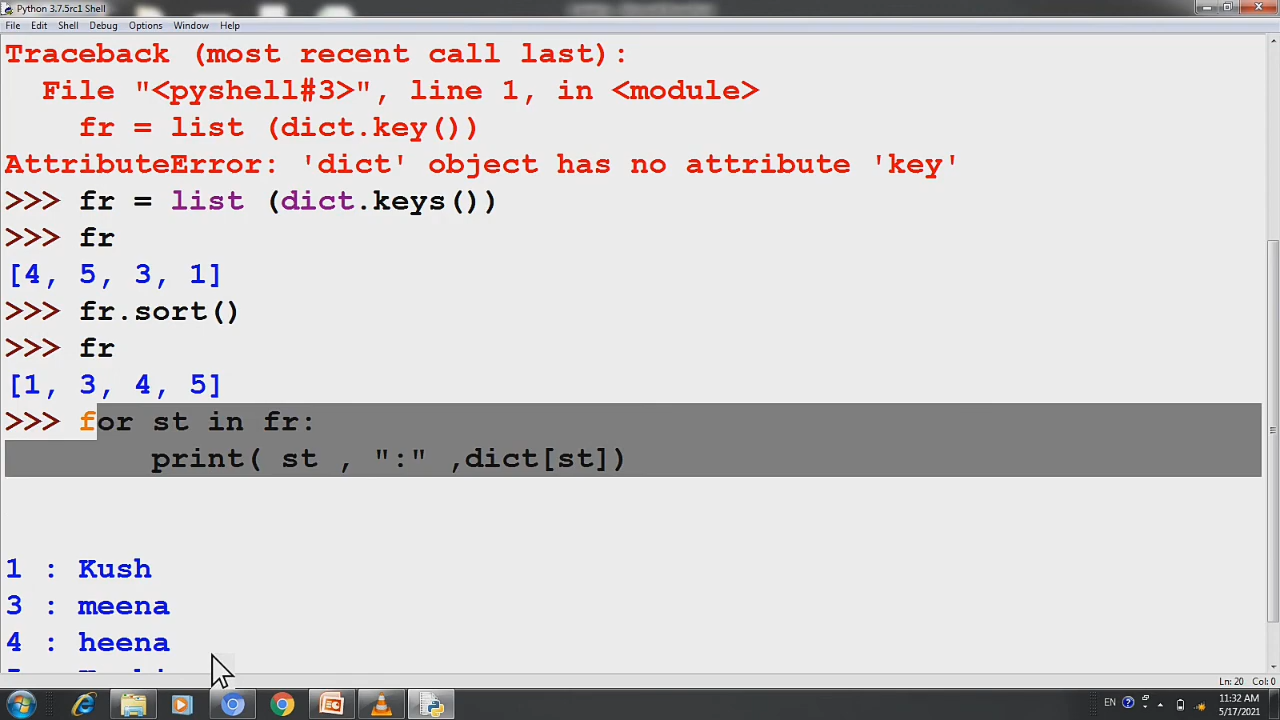 Python 3.7.5rc1 Shell
File Edit Shell Debug Options Window Help
Traceback (most recent call last):
  File "<pyshell#3>", line 1, in <module>
    fr = list (dict.key())
AttributeError: 'dict' object has no attribute 'key'
>>> fr = list (dict.keys())
>>> fr
[4, 5, 3, 1]
>>> fr.sort()
>>> fr
[1, 3, 4, 5]
>>> for st in fr:
        print( st , ":" ,dict[st])
1 : Kush
3 : meena
4 : heena
Ln: 20 Col: 0
EN 11:32 AM
5/17/2021